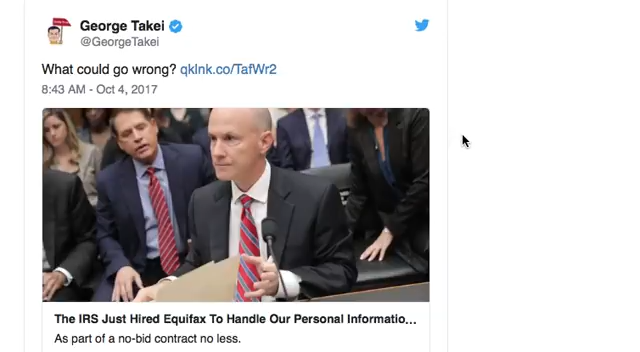 George Takei
@GeorgeTakei
What could go wrong? qklnk.co/TafWr2
8:43 AM - Oct 4, 2017
The IRS Just Hired Equifax To Handle Our Personal Informatio...
As part of a no-bid contract no less.